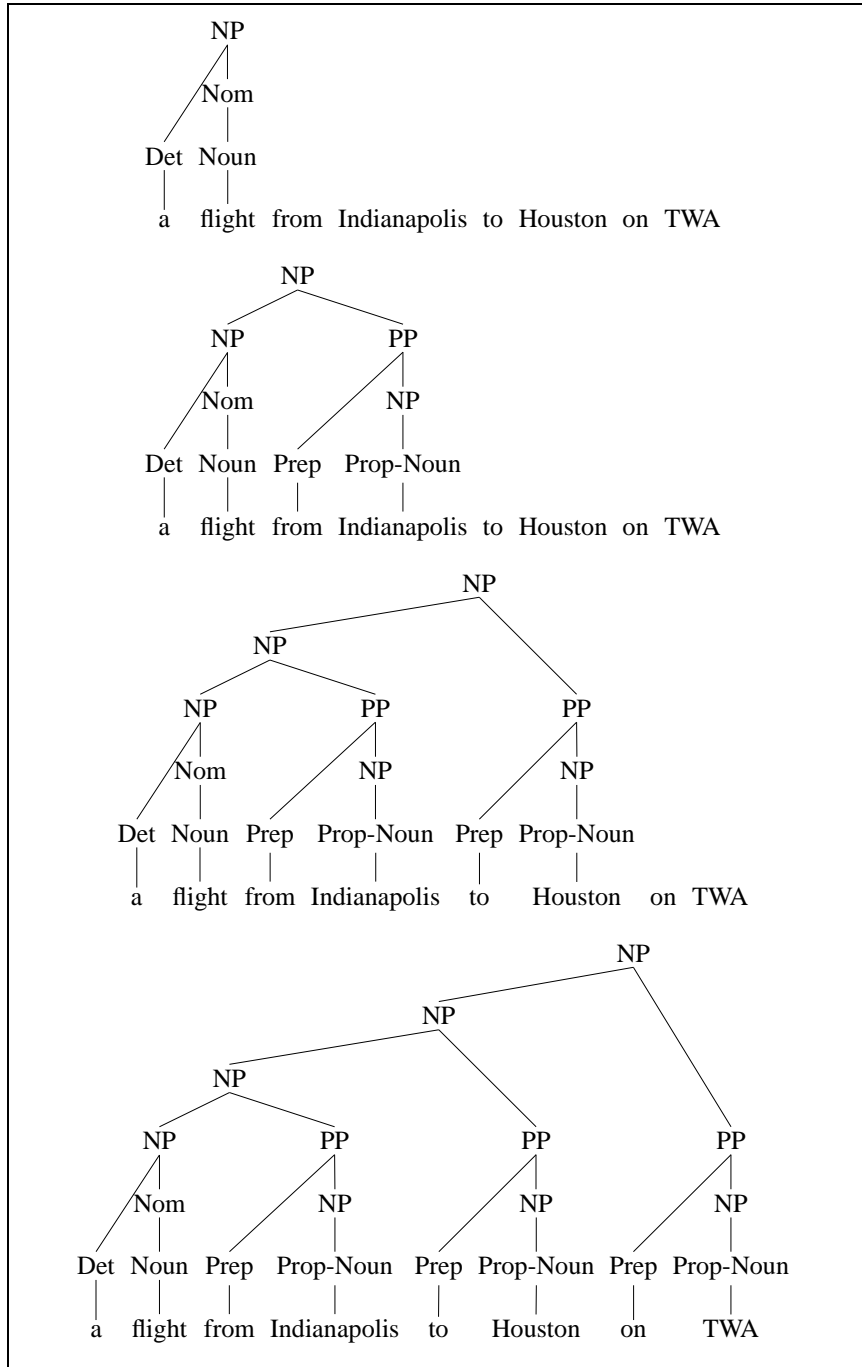 NP
Nom
Det Noun
a flight from Indianapolis to Houston on TWA
NP
NP PP
Nom NP
Det Noun Prep Prop-Noun
a flight from Indianapolis to Houston on TWA
NP
NP
NP PP PP
Nom NP NP
Det Noun Prep Prop-Noun Prep Prop-Noun
a flight from Indianapolis to Houston on TWA
NP
NP
NP
NP PP PP PP
Nom NP NP NP
Det Noun Prep Prop-Noun Prep Prop-Noun Prep Prop-Noun
a flight from Indianapolis to Houston on TWA